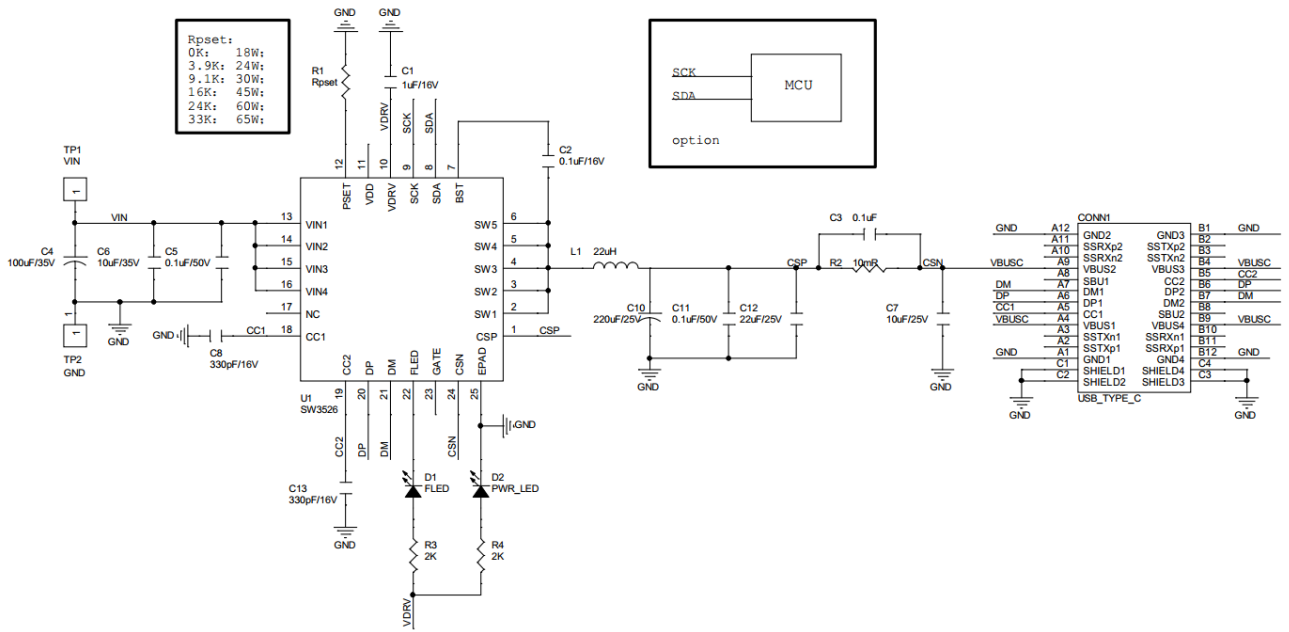 GND
GND
Rpset:
0K: 18W;
3.9K: 24W;
9.1K: 30W;
16K: 45W;
24K: 60W;
33K: 65W;
R1
Rpset
C1
1uF/16V
VDRV
SCK
SDA
SCK
SDA
MCU
option
C2
0.1uF/16V
TP1
VIN
1
12
11
10
9
8
7
PSET
VDD
VDRV
SCK
SDA
BST
VIN
13
14
15
16
17
18
VIN1
VIN2
VIN3
VIN4
NC
CC1
SW5
SW4
SW3
SW2
SW1
CSP
6
5
4
3
2
1
CSP
C4
100uF/35V
C6
10uF/35V
C5
0.1uF/50V
1
1
TP2
GND
GND
GND
CC1
C8
330pF/16V
CC2
DP
DM
FLED
GATE
CSN
EPAD
U1
SW3526
19
20
21
22
23
24
25
CC2
DP
DM
CSN
GND
C13
330pF/16V
GND
D1
FLED
D2
PWR_LED
R3
2K
R4
2K
VDRV
L1 22uH
C3 0.1uF
CSP
R2 10mR
CSN
C10
220uF/25V
C11
0.1uF/50V
C12
22uF/25V
C7
10uF/25V
GND
GND
CONN1
GND A12 GND2 GND3 B1 GND
A11 SSRXp2 SSTXp2 B2
A10 SSRXn2 SSTXn2 B3
VBUSC A9 VBUS2 VBUS3 B4 VBUSC
A8 SBU1 CC2 B5 CC2
DM A7 DM1 DP2 B6 DP
DP A6 DP1 DM2 B7 DM
CC1 A5 CC1 SBU2 B8
VBUSC A4 VBUS1 VBUS4 B9 VBUSC
A3 SSTXn1 SSRXn1 B10
A2 SSTXp1 SSRXp1 B11
GND A1 GND1 GND4 B12 GND
C1 SHIELD1 SHIELD4 C4
C2 SHIELD2 SHIELD3 C3
USB_TYPE_C
GND
GND